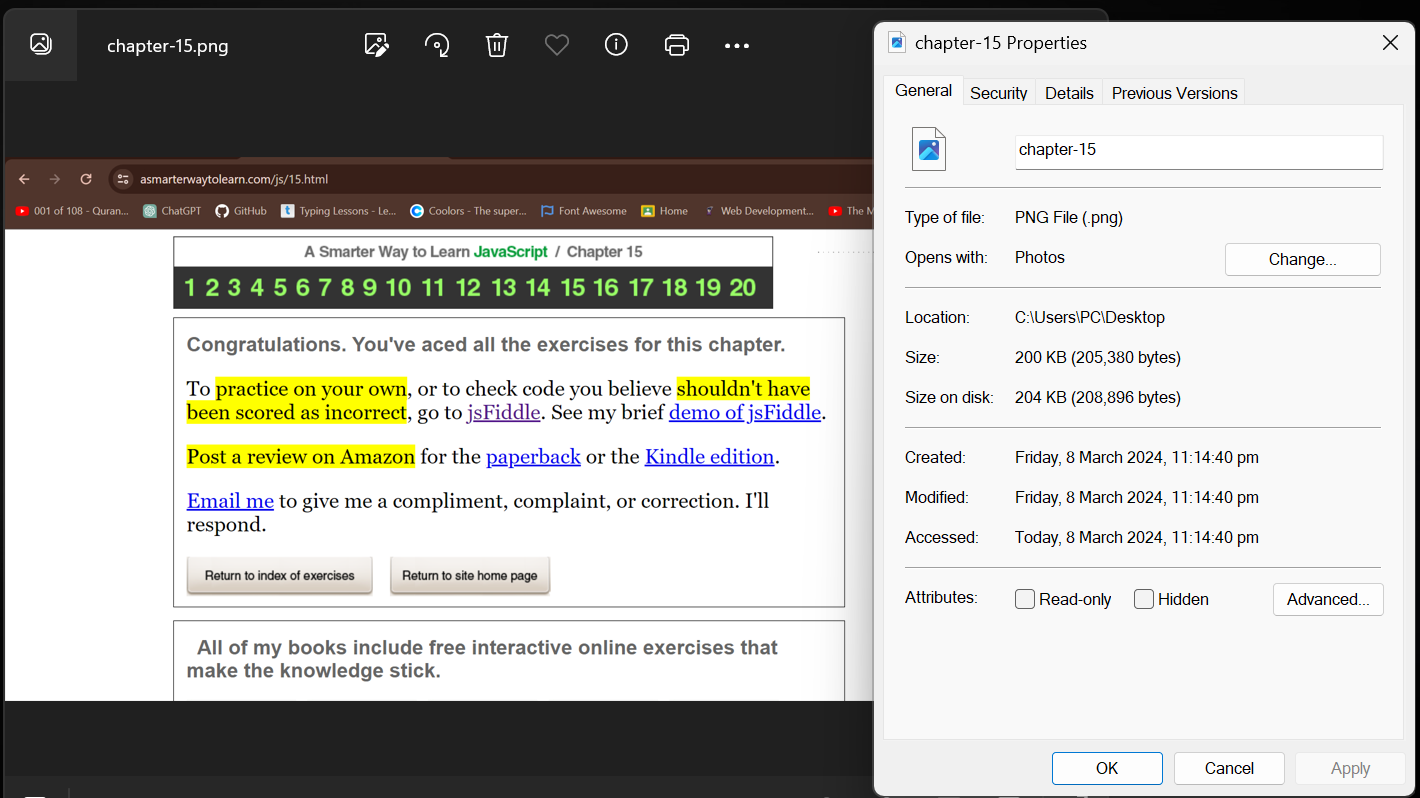 chapter-15.png
asmarterwaytolearn.com/js/15.html
001 of 108 - Quran... ChatGPT GitHub Typing Lessons - Le... Coolors - The super... Font Awesome Home Web Development... The M
A Smarter Way to Learn JavaScript / Chapter 15
1 2 3 4 5 6 7 8 9 10 11 12 13 14 15 16 17 18 19 20
Congratulations. You've aced all the exercises for this chapter.
To practice on your own, or to check code you believe shouldn't have
been scored as incorrect, go to jsFiddle. See my brief demo of jsFiddle.
Post a review on Amazon for the paperback or the Kindle edition.
Email me to give me a compliment, complaint, or correction. I'll
respond.
Return to index of exercises Return to site home page
All of my books include free interactive online exercises that
make the knowledge stick.
chapter-15 Properties
General Security Details Previous Versions
chapter-15
Type of file: PNG File (.png)
Opens with: Photos Change...
Location: C:\Users\PC\Desktop
Size: 200 KB (205,380 bytes)
Size on disk: 204 KB (208,896 bytes)
Created: Friday, 8 March 2024, 11:14:40 pm
Modified: Friday, 8 March 2024, 11:14:40 pm
Accessed: Today, 8 March 2024, 11:14:40 pm
Attributes: Read-only Hidden Advanced...
OK Cancel Apply